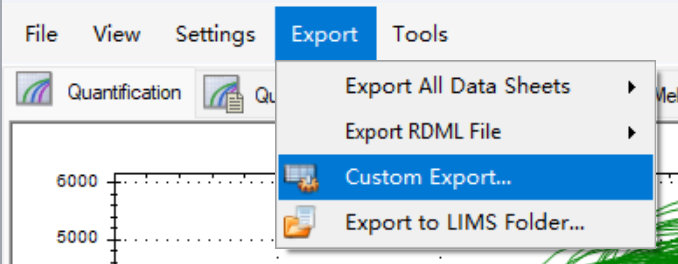 File View Settings Export Tools
Export All Data Sheets
Quantification
Export RDML File
Custom Export...
6000
Export to LIMS Folder...
5000